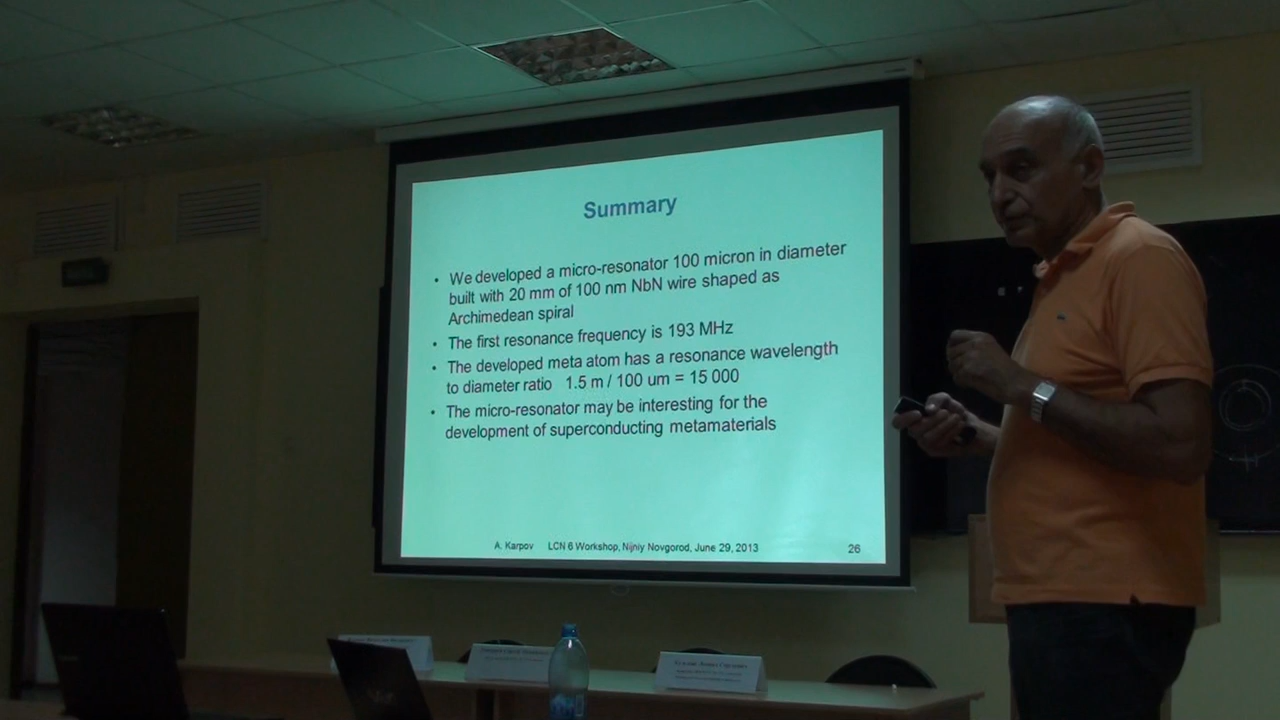 Summary
• We developed a micro-resonator 100 micron in diameter
built with 20 mm of 100 nm NbN wire shaped as
Archimedean spiral
• The first resonance frequency is 193 MHz
• The developed meta atom has a resonance wavelength
to diameter ratio 1.5 m / 100 um = 15 000
• The micro-resonator may be interesting for the
development of superconducting metamaterials
A. Karpov LCN 6 Workshop, Nijniy Novgorod, June 29, 2013 26